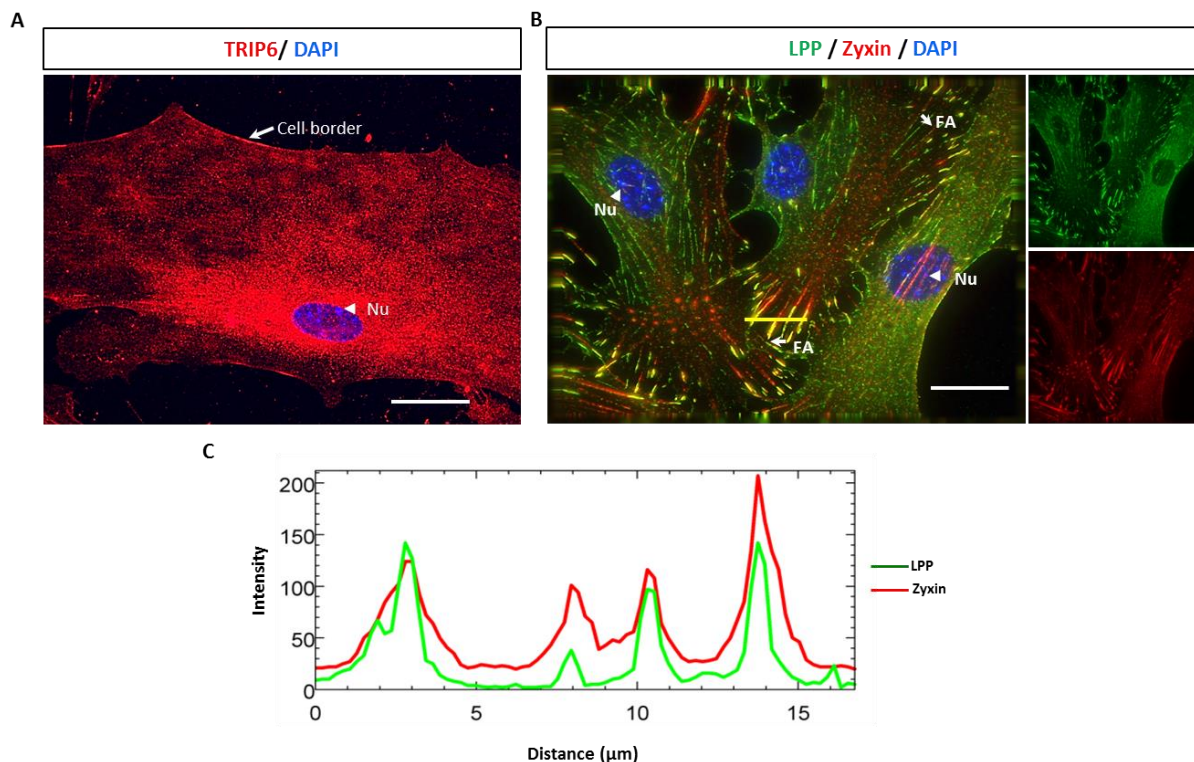 A
TRIP6/ DAPI
Cell border
Nu
B
LPP / Zyxin / DAPI
FA
Nu
Nu
FA
C
Intensity
200
150
100
50
0
0 5 10 15
Distance (μm)
LPP
Zyxin